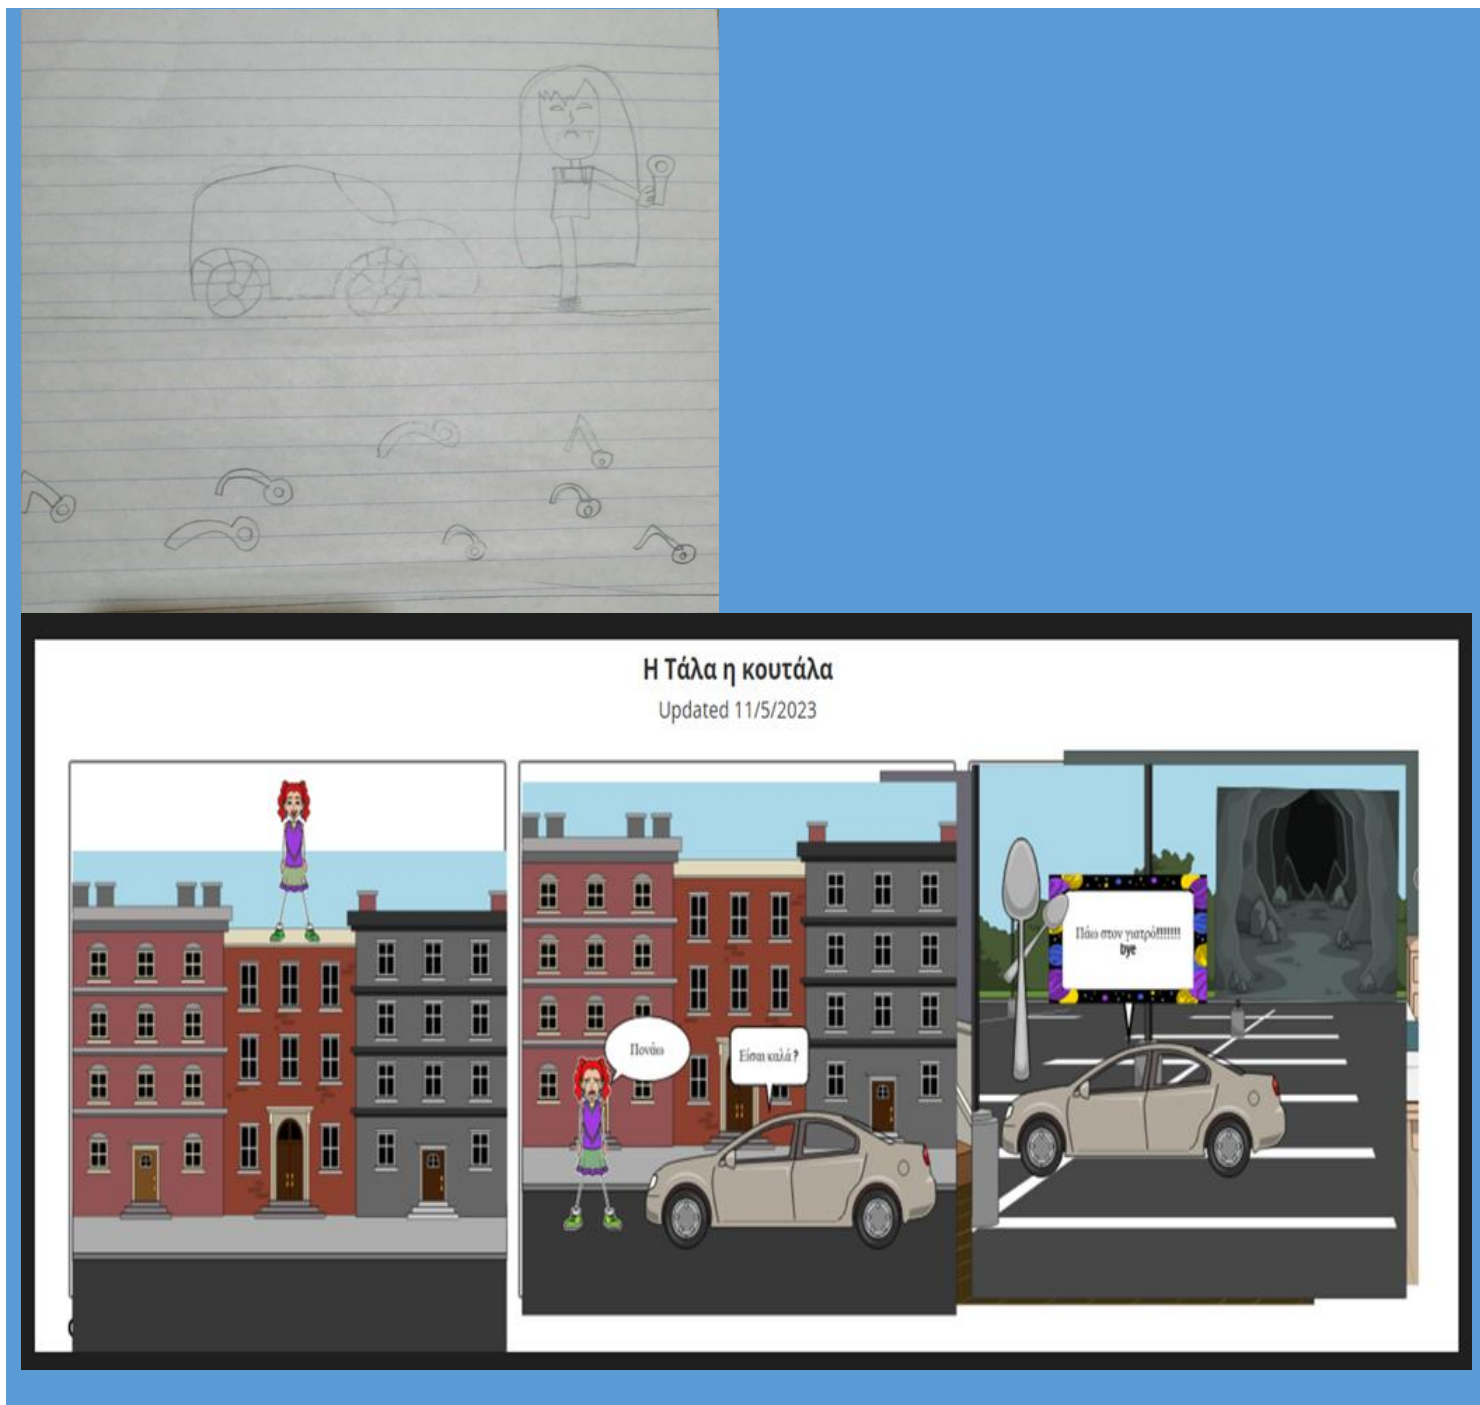 Η Τάλα η κουτάλα
Updated 11/5/2023
Πονάω
Είσαι καλά ?
Πάω στον γιατρό!!!!!!!
bye